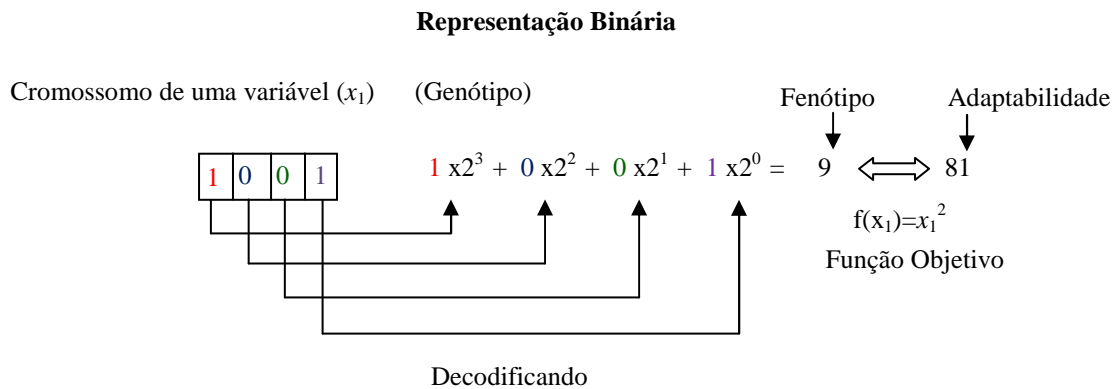 Representação Binária
Cromossomo de uma variável (x₁) (Genótipo) Fenótipo Adaptabilidade
1 0 0 1 1 x2³ + 0 x2² + 0 x2¹ + 1 x2⁰ = 9 81
f(x₁)=x₁²
Função Objetivo
Decodificando